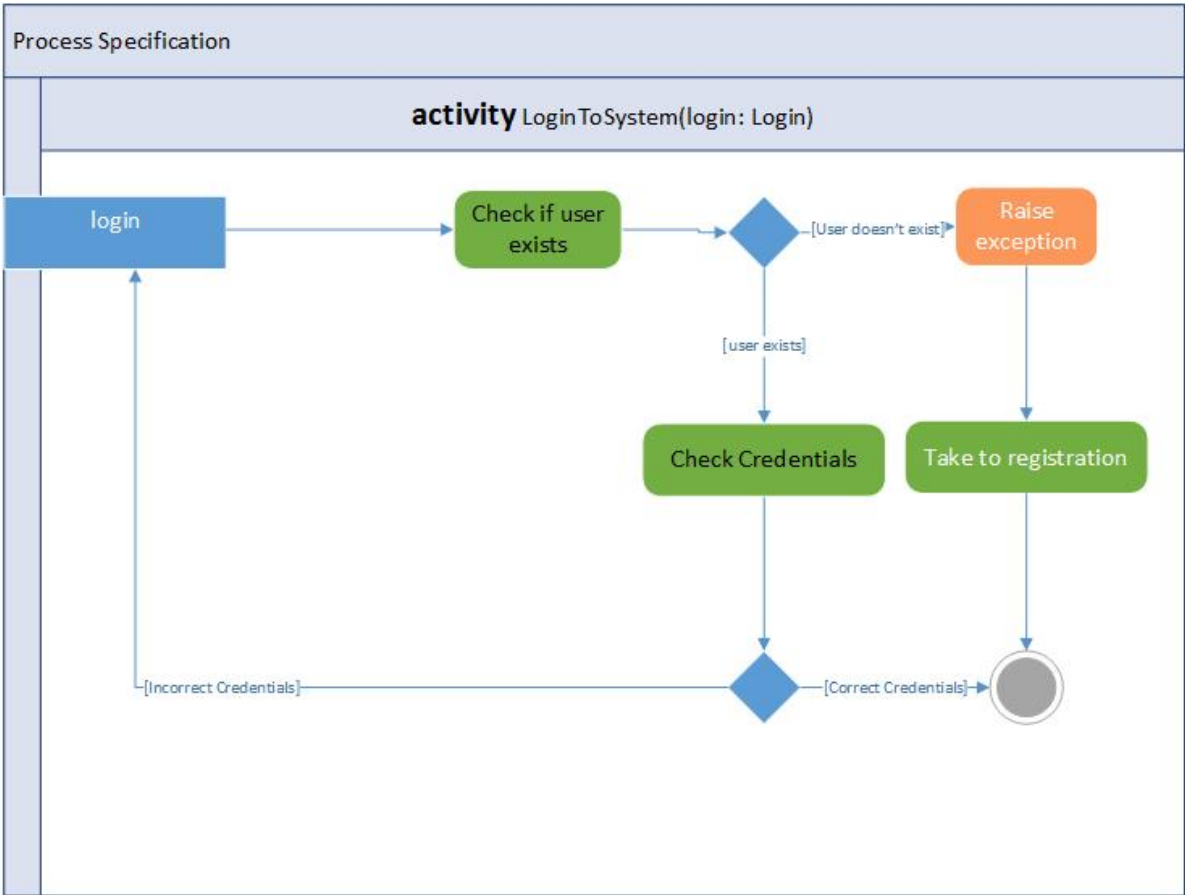 Process Specification
activity LoginToSystem(login: Login)
login
Check if user
exists
[User doesn't exist]
Raise
exception
[user exists]
Check Credentials
Take to registration
[Incorrect Credentials]
[Correct Credentials]